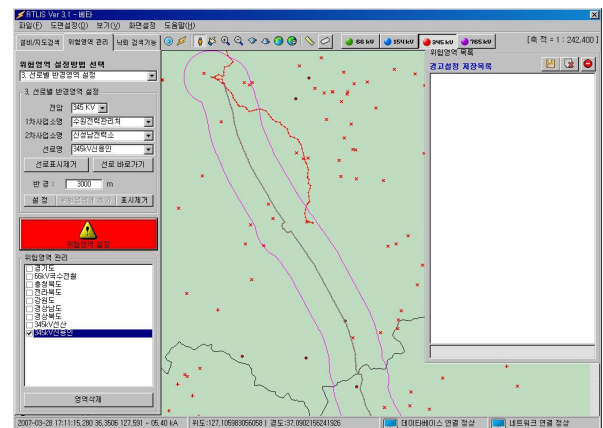 RTLIS Ver 3,1 - 베타
파일(F) 도면설정(O) 보기(V) 화면설정 도움말(H)
설비/지도검색 위험영역 관리 낙뢰 검색기능
66 kV 154 kV 345 kV 765 kV
[축 척 = 1 : 242,400 ]
위험영역 설정방법 선택
3, 선로별 반경영역 설정
3, 선로별 반경영역 설정
전압 345 KV
1차사업소명 수원전력관리처
2차사업소명 신성남전력소
선로명 345kV신용인
선로표시제거 선로 바로가기
반 경 : 3000 m
설 정 위험영역에 추가 표시제거
위험영역 설정
위험영역 관리
경기도
66kV국수전철
충청북도
전라북도
강원도
경상남도
경상북도
345kV선산
345kV신용인
영역삭제
위험영역 목록
경고설정 저장목록
2007-03-28 17:11:15,280 36,3506 127,591 - 05,40 kA 위도:127,105983056058 | 경도:37,0902156241926 데이터베이스 연결 정상 네트워크 연결 정상